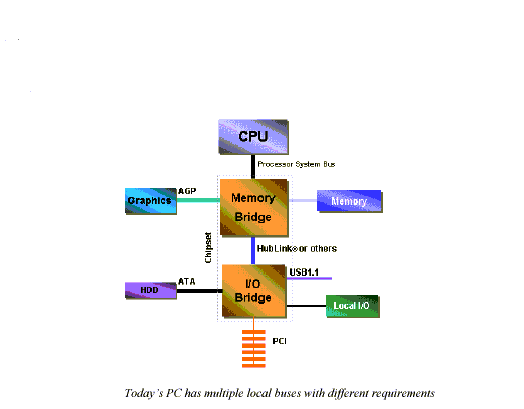 CPU
Processor System Bus
AGP
Graphics
Memory
Bridge
Memory
Chipset
HubLink®or others
USB1.1
ATA
HDD
I/O
Bridge
Local I/O
PCI
Today's PC has multiple local buses with different requirements